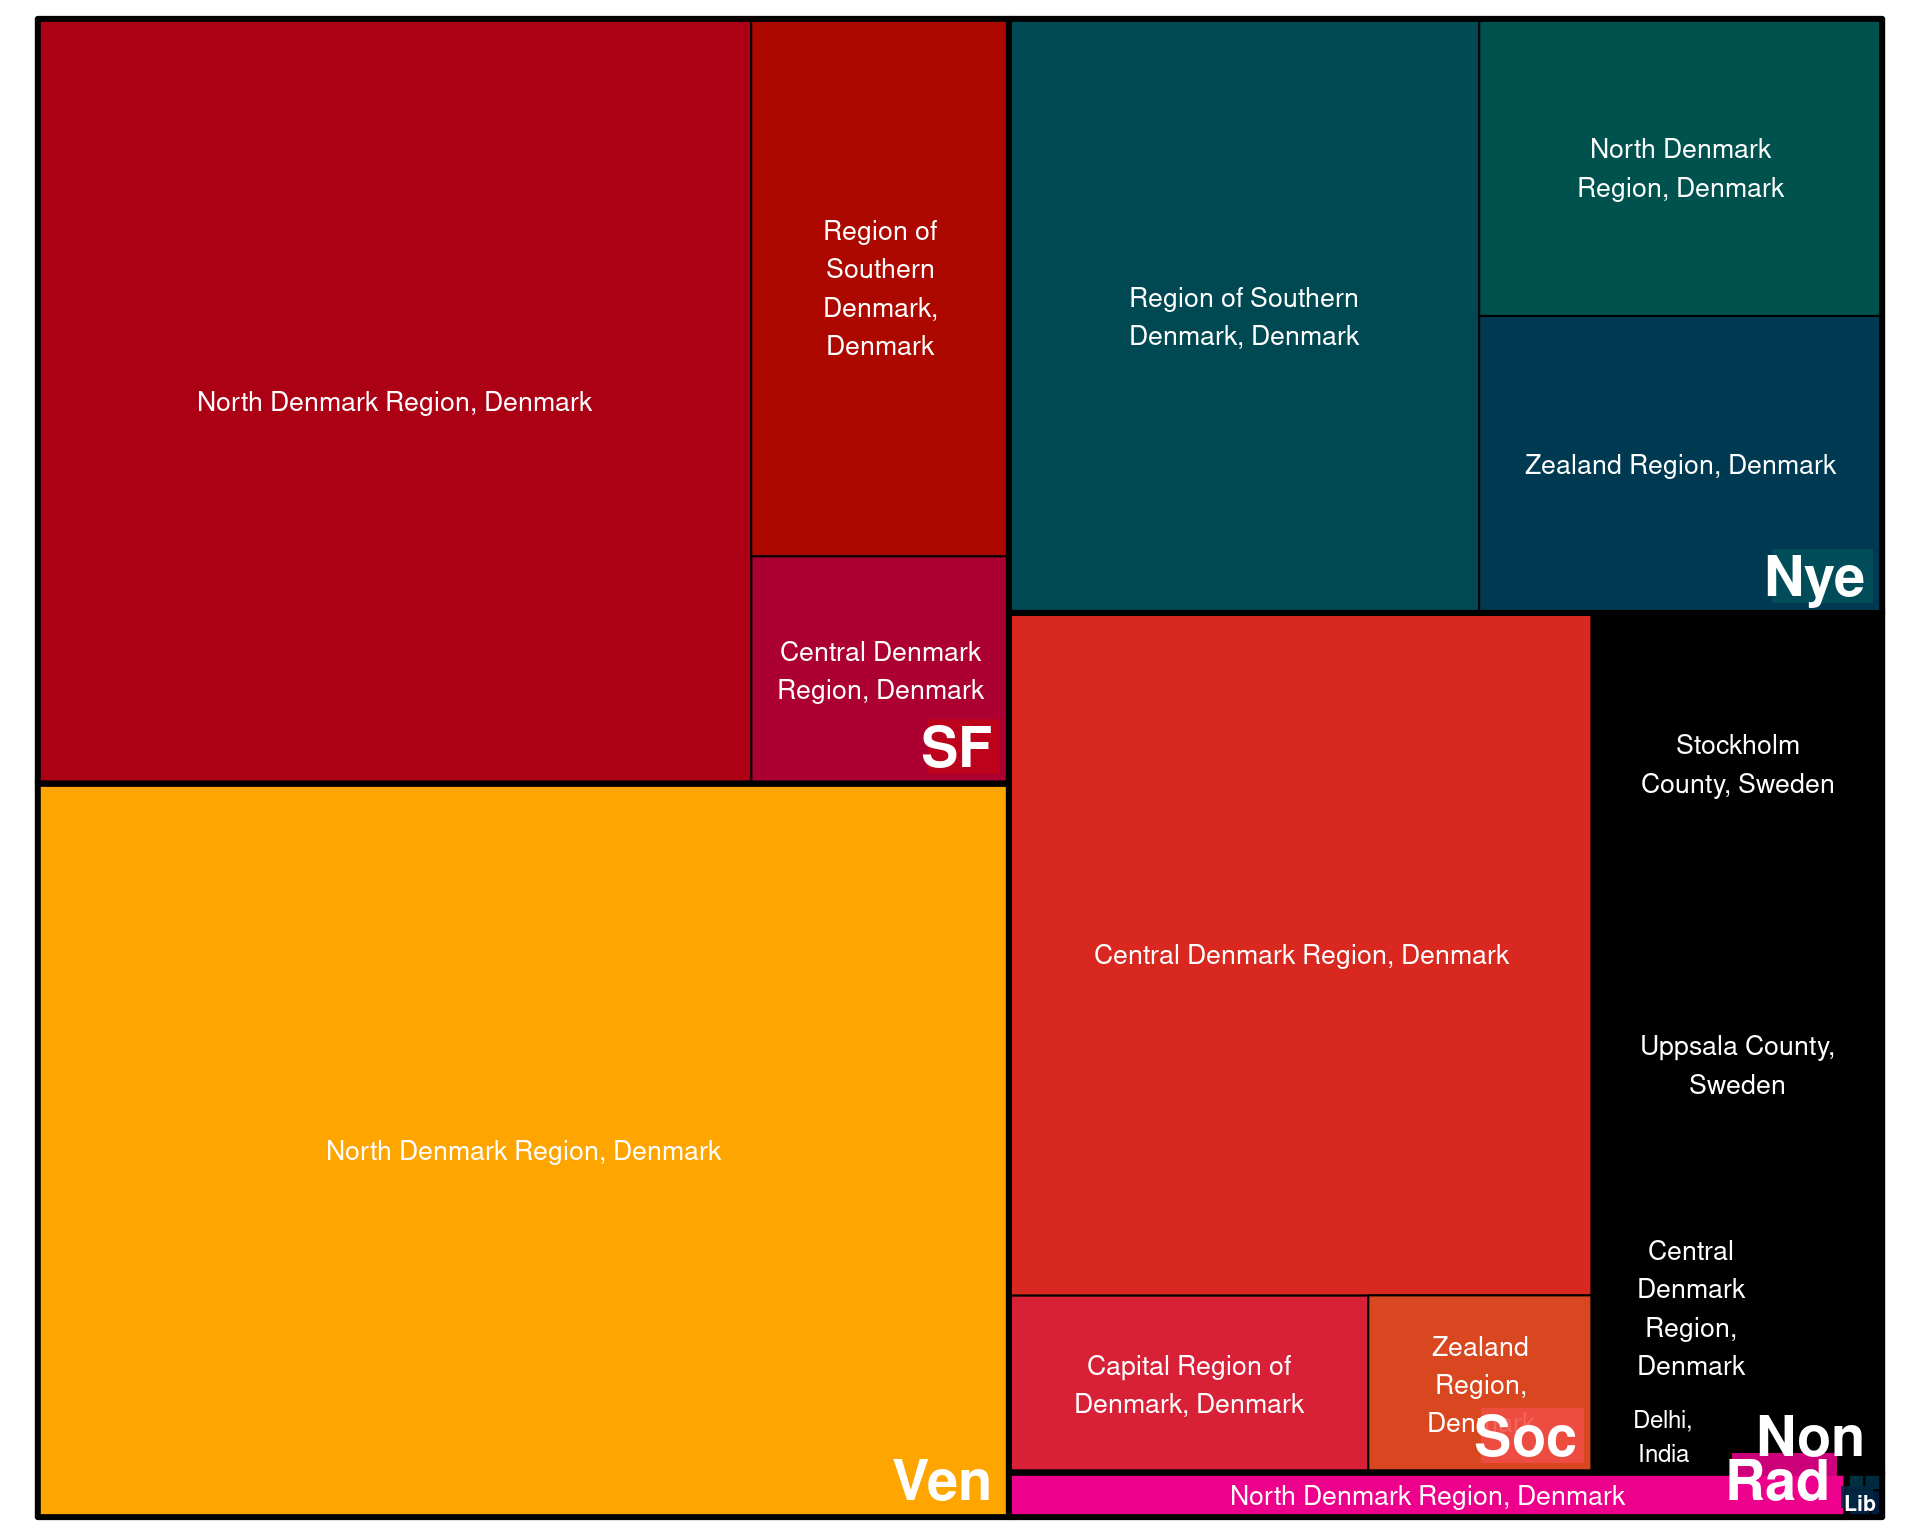 North Denmark Region, Denmark
Region of
Southern
Denmark,
Denmark
Central Denmark
Region, Denmark
SF
North Denmark Region, Denmark
Ven
Region of Southern
Denmark, Denmark
North Denmark
Region, Denmark
Zealand Region, Denmark
Nye
Central Denmark Region, Denmark
Capital Region of
Denmark, Denmark
Zealand
Region,
Denmark
Soc
Stockholm
County, Sweden
Uppsala County,
Sweden
Central
Denmark
Region,
Denmark
Delhi,
India
Non
North Denmark Region, Denmark
Rad
Lib